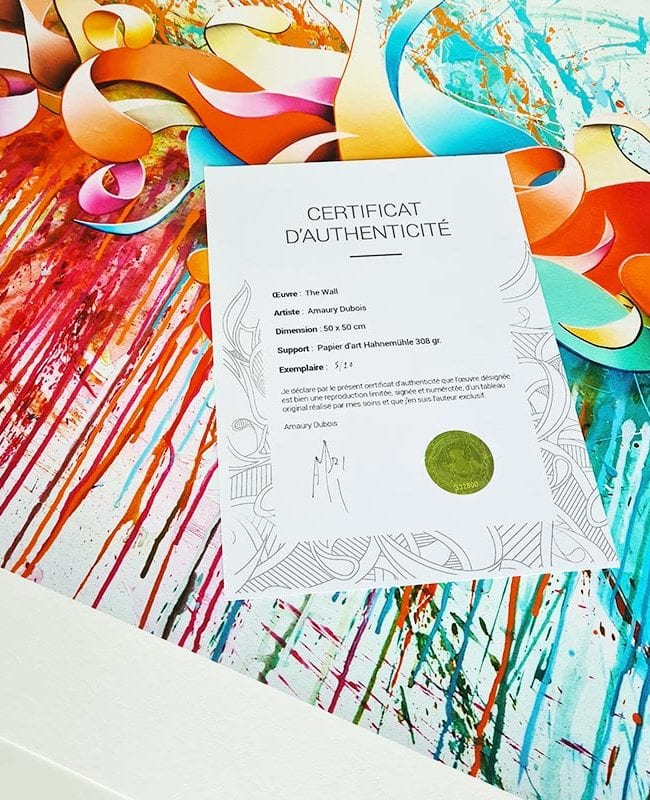 CERTIFICAT
D'AUTHENTICITÉ
Œuvre : The Wall
Artiste : Amaury Dubois
Dimension : 50 x 50 cm
Support : Papier d'art Hahnemühle 308 gr.
Exemplaire : 5/20
Je déclare par le présent certificat d'authenticité que l'œuvre désignée
est bien une reproduction limitée, signée et numérotée, d'un tableau
original réalisé par mes soins et que j'en suis l'auteur exclusif.
Amaury Dubois